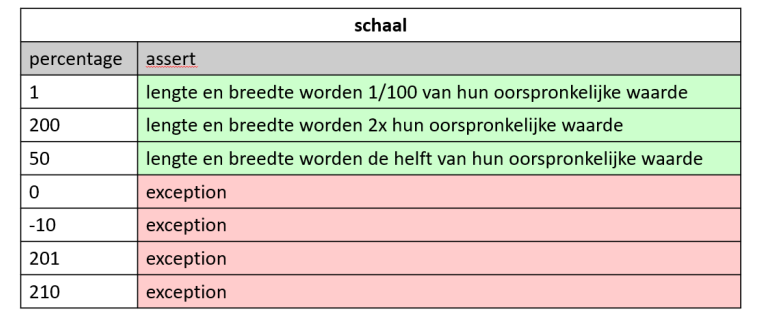 schaal
percentage assert
1 lengte en breedte worden 1/100 van hun oorspronkelijke waarde
200 lengte en breedte worden 2x hun oorspronkelijke waarde
50 lengte en breedte worden de helft van hun oorspronkelijke waarde
0 exception
-10 exception
201 exception
210 exception